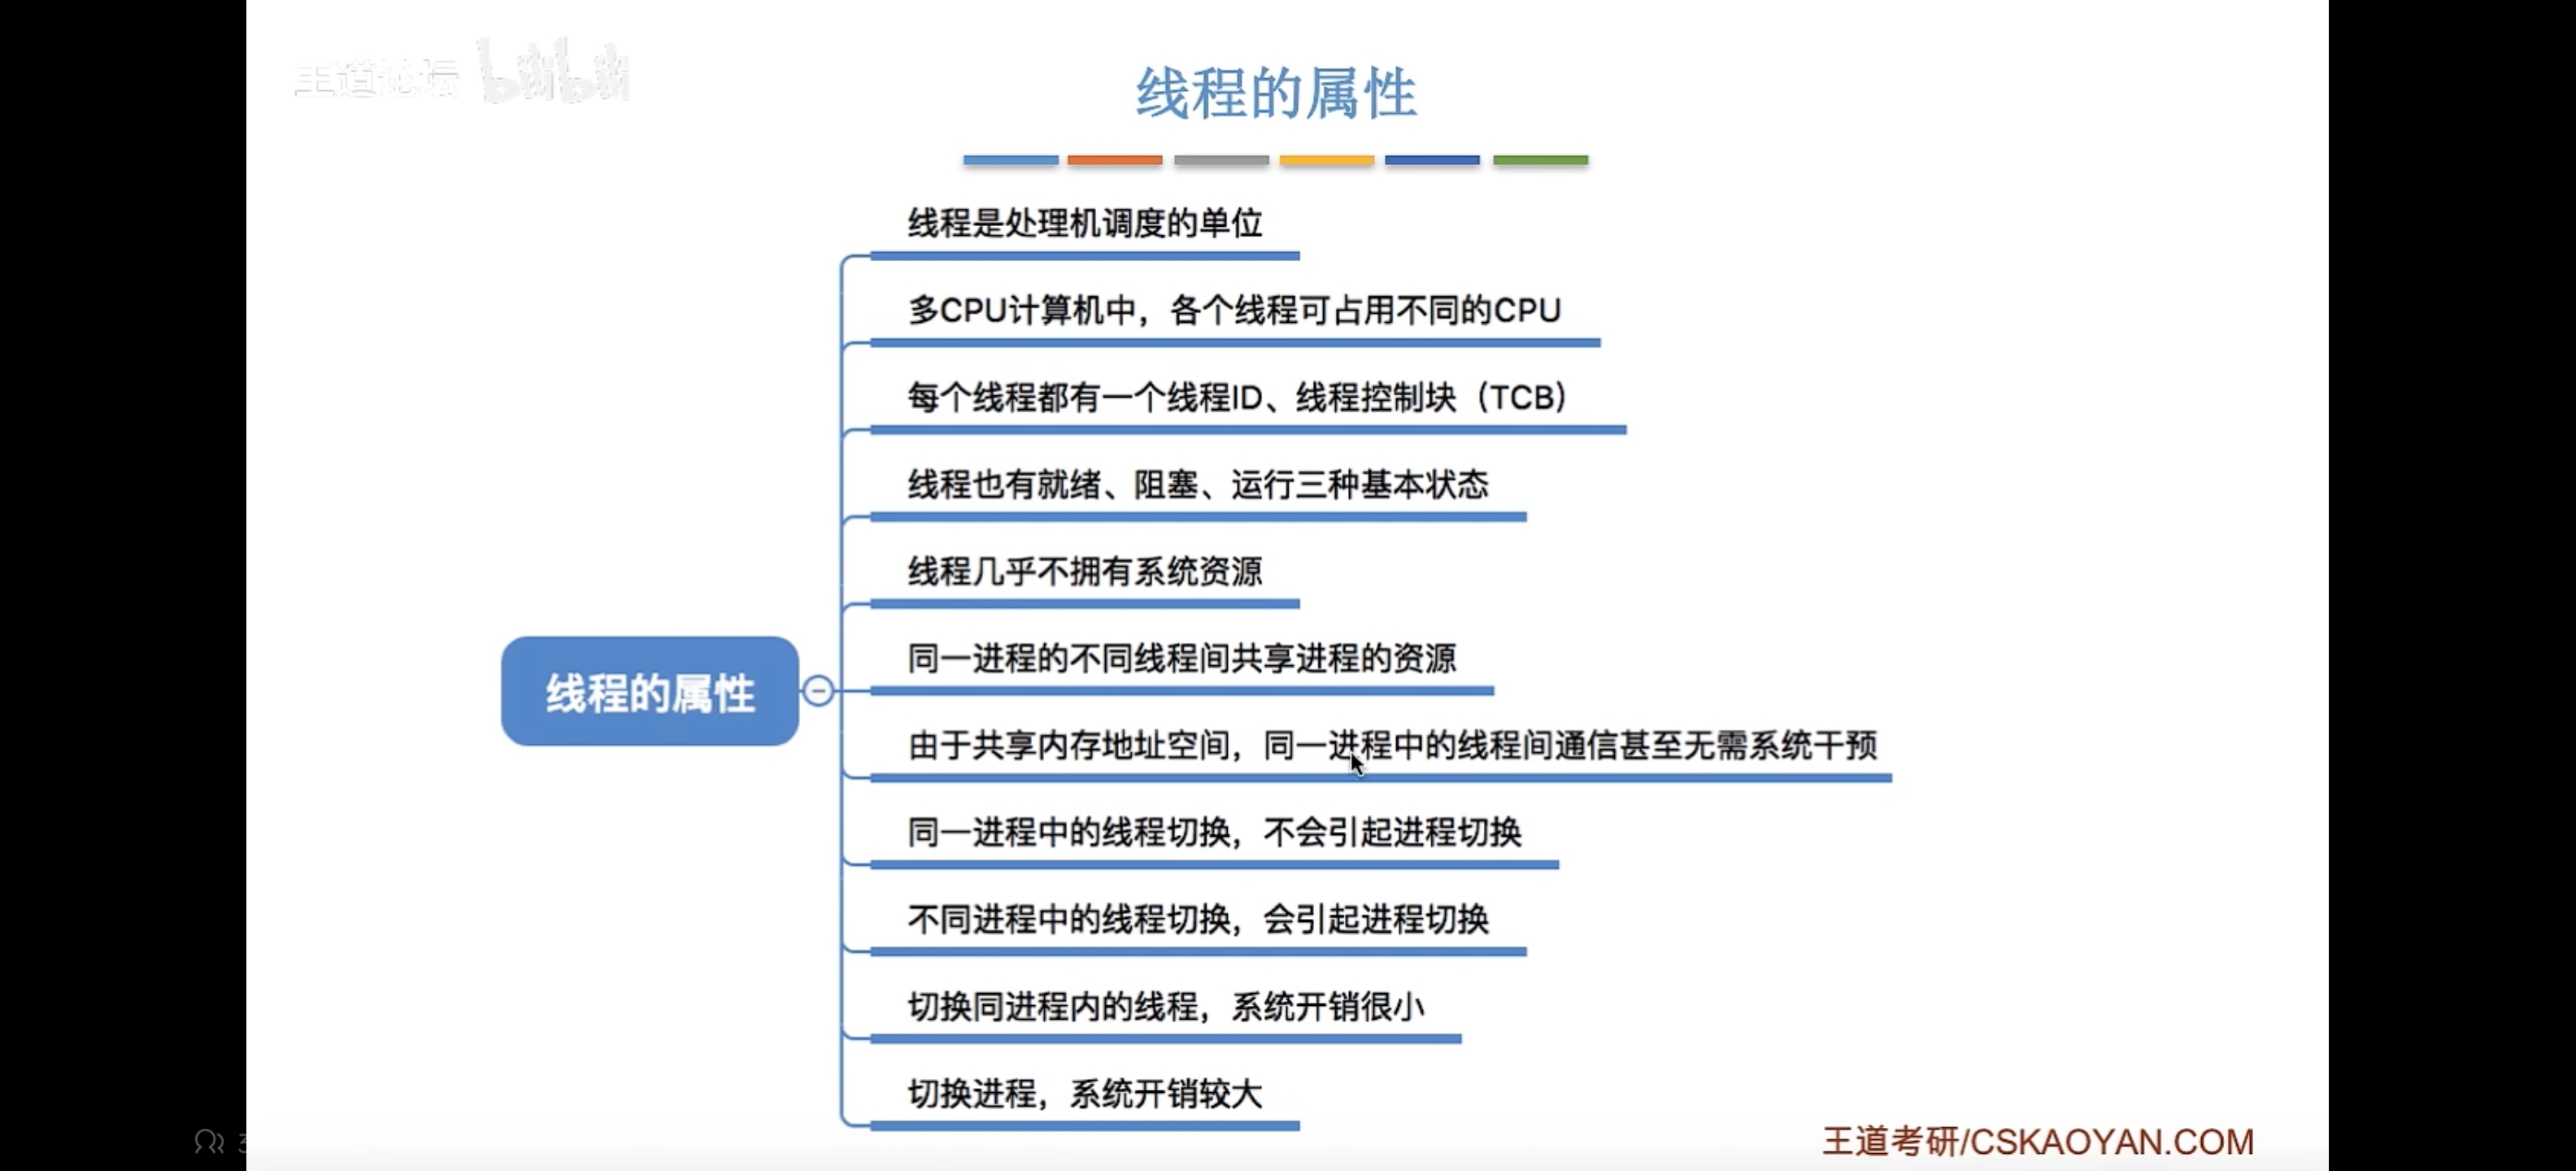 王道论坛 bilibili
线程的属性
线程是处理机调度的单位
多CPU计算机中，各个线程可占用不同的CPU
每个线程都有一个线程ID、线程控制块（TCB）
线程也有就绪、阻塞、运行三种基本状态
线程几乎不拥有系统资源
同一进程的不同线程间共享进程的资源
线程的属性
由于共享内存地址空间，同一进程中的线程间通信甚至无需系统干预
同一进程中的线程切换，不会引起进程切换
不同进程中的线程切换，会引起进程切换
切换同进程内的线程，系统开销很小
切换进程，系统开销较大
王道考研/CSKAOYAN.COM